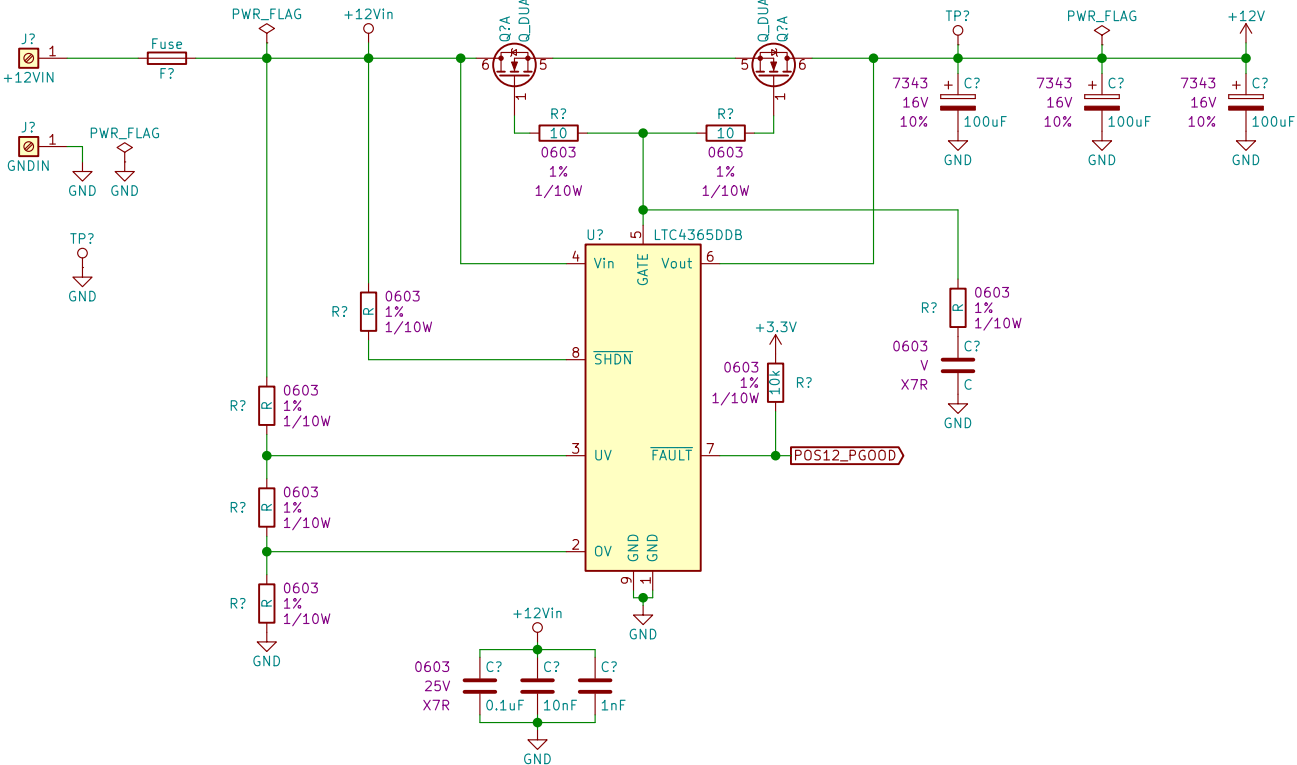 PWR_FLAG
+12Vin
J?
1
+12VIN
Fuse
F?
6
Q?A
Q_DUA
5
1
5
Q_DUA
Q?A
6
1
TP?
PWR_FLAG
+12V
7343
16V
10%
+
C?
100uF
GND
7343
16V
10%
+
C?
100uF
GND
7343
16V
10%
+
C?
100uF
GND
J?
1
GNDIN
GND
PWR_FLAG
GND
TP?
GND
R?
10
0603
1%
1/10W
R?
10
0603
1%
1/10W
U?
LTC4365DDB
5
GATE
4
Vin
Vout
6
8
SHDN
3
UV
FAULT
7
2
OV
GND
GND
9
1
GND
R?
R
0603
1%
1/10W
R?
R
0603
1%
1/10W
R?
R
0603
1%
1/10W
R?
R
0603
1%
1/10W
GND
+3.3V
0603
1%
1/10W
10k
R?
POS12_PGOOD
R?
R
0603
1%
1/10W
0603
V
X7R
C?
C
GND
+12Vin
0603
25V
X7R
C?
0.1uF
C?
10nF
C?
1nF
GND